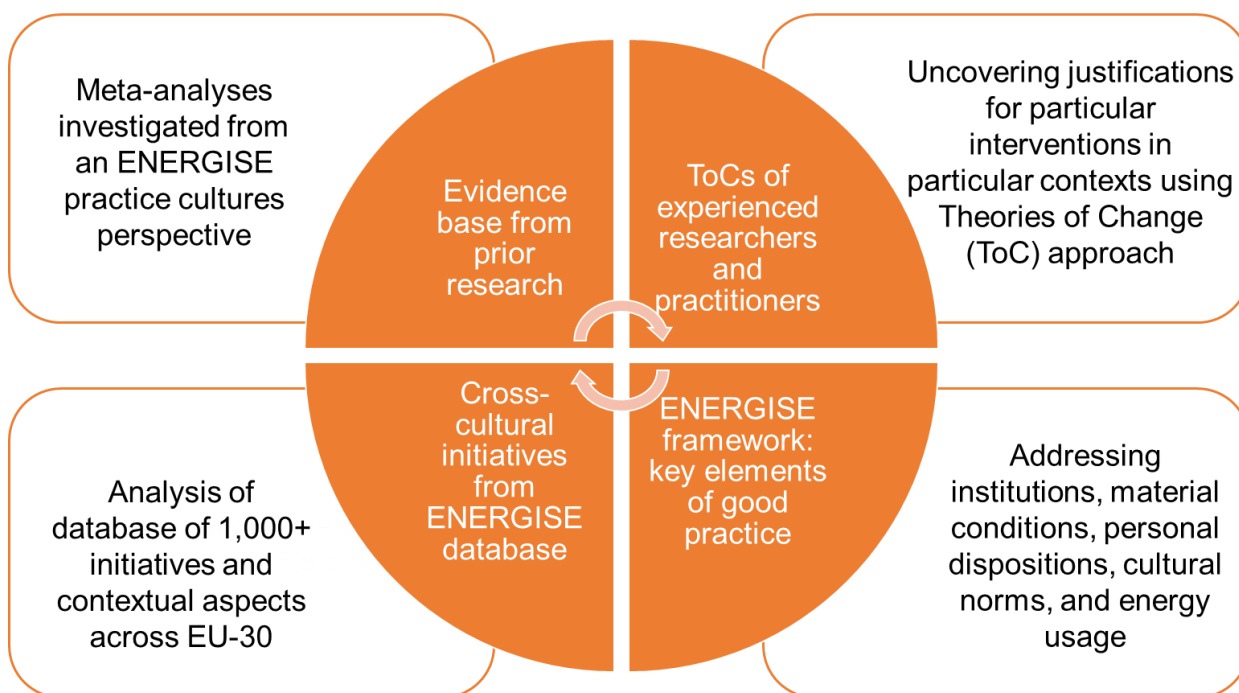 Meta-analyses
investigated from
an ENERGISE
practice cultures
perspective
Evidence
base from
prior
research
ToCs of
experienced
researchers
and
practitioners
Uncovering justifications
for particular
interventions in
particular contexts using
Theories of Change
(ToC) approach
Analysis of
database of 1,000+
initiatives and
contextual aspects
across EU-30
Cross-
cultural
initiatives
from
ENERGISE
database
ENERGISE
framework:
key elements
of good
practice
Addressing
institutions, material
conditions, personal
dispositions, cultural
norms, and energy
usage